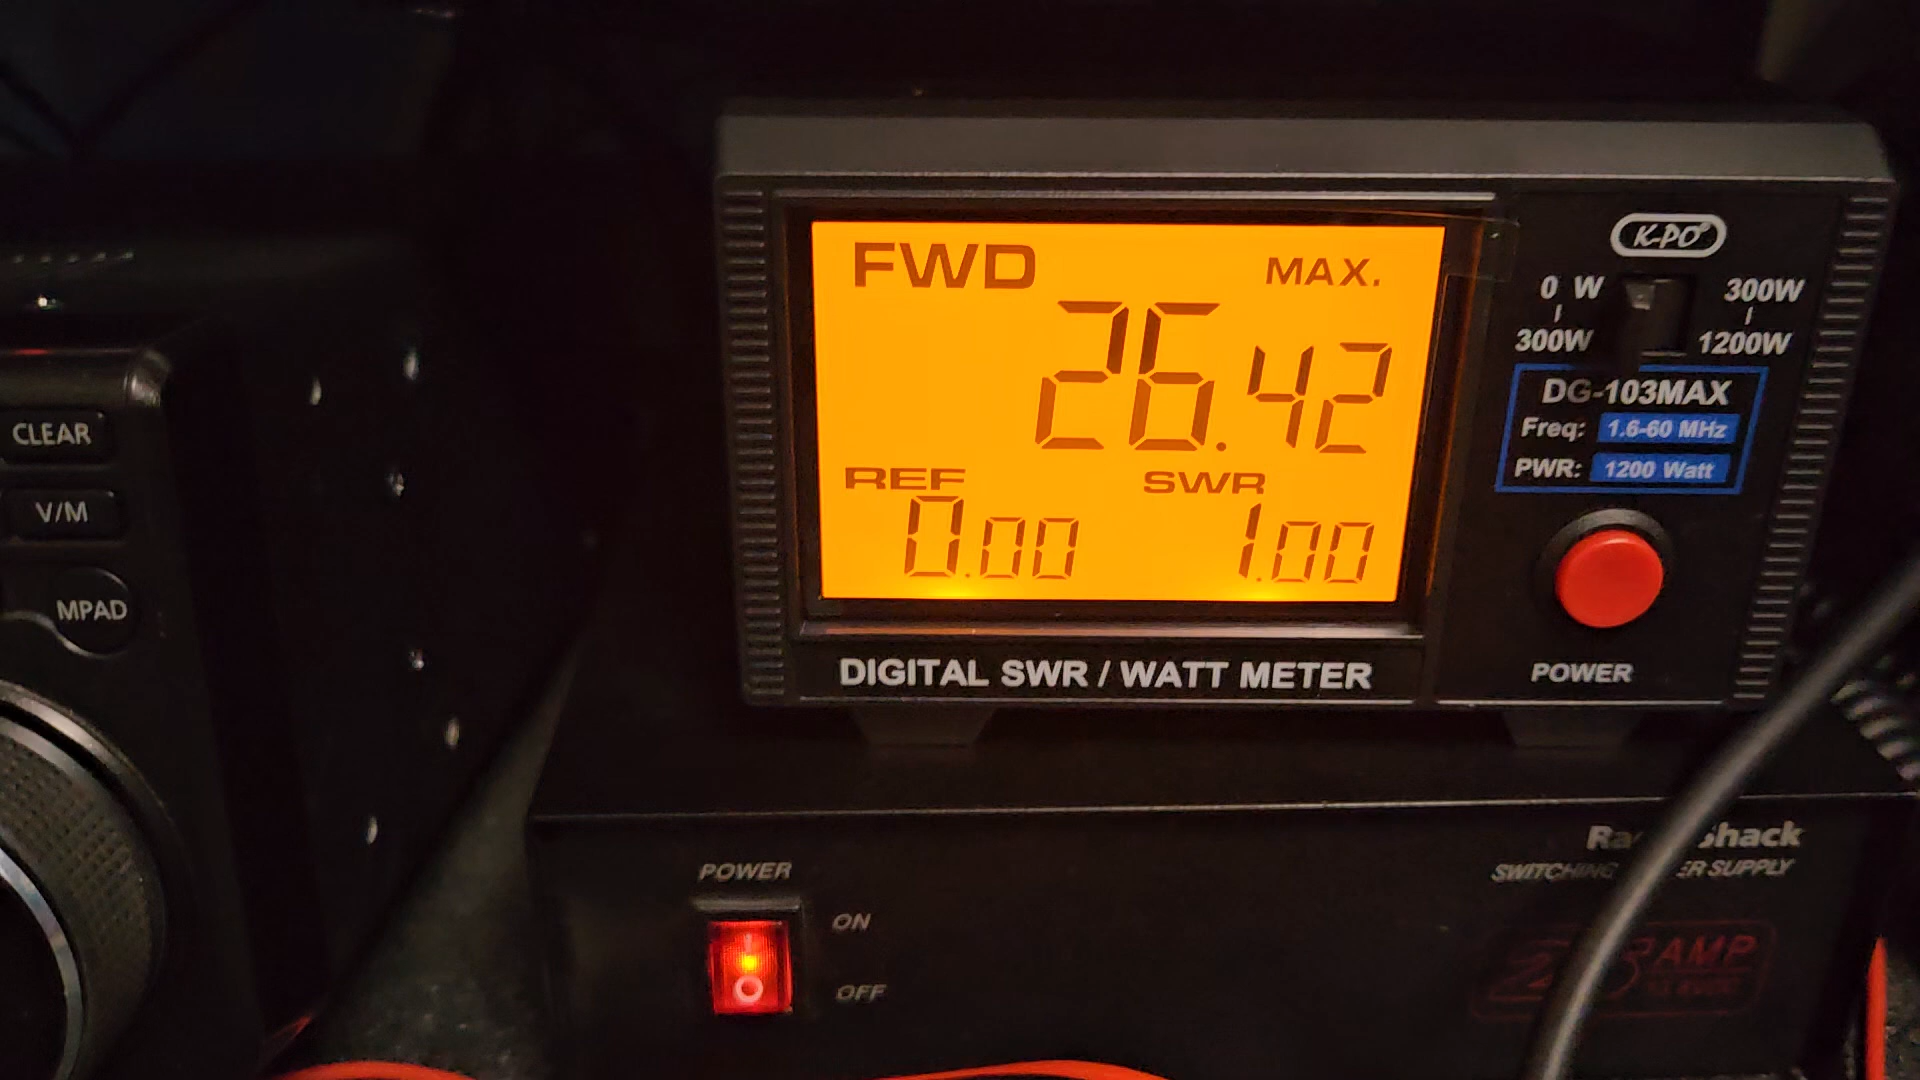 FWD MAX.
26.42
REF SWR
0.00 1.00
DIGITAL SWR / WATT METER
K-PO
0 W 300W
300W 1200W
DG-103MAX
Freq: 1.6-60 MHz
PWR: 1200 Watt
POWER
CLEAR
V/M
MPAD
POWER
ON
OFF
SWITCHING SUPPLY
AMP